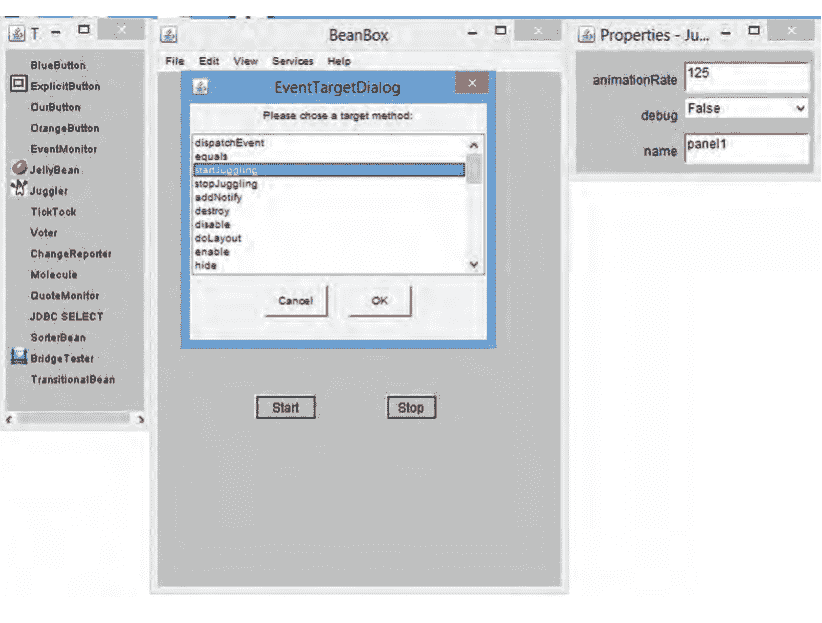 T
BlueButton
ExplicitButton
OurButton
OrangeButton
EventMonitor
JellyBean
Juggler
TickTock
Voter
ChangeReporter
Molecule
QuoteMonitor
JDBC SELECT
SorterBean
BridgeTester
TransitionalBean
BeanBox
File Edit View Services Help
EventTargetDialog
Please chose a target method:
dispatchEvent
equals
startJuggling
stopJuggling
addNotify
destroy
disable
doLayout
enable
hide
Cancel OK
Start Stop
Properties - Ju...
animationRate 125
debug False
name panel1